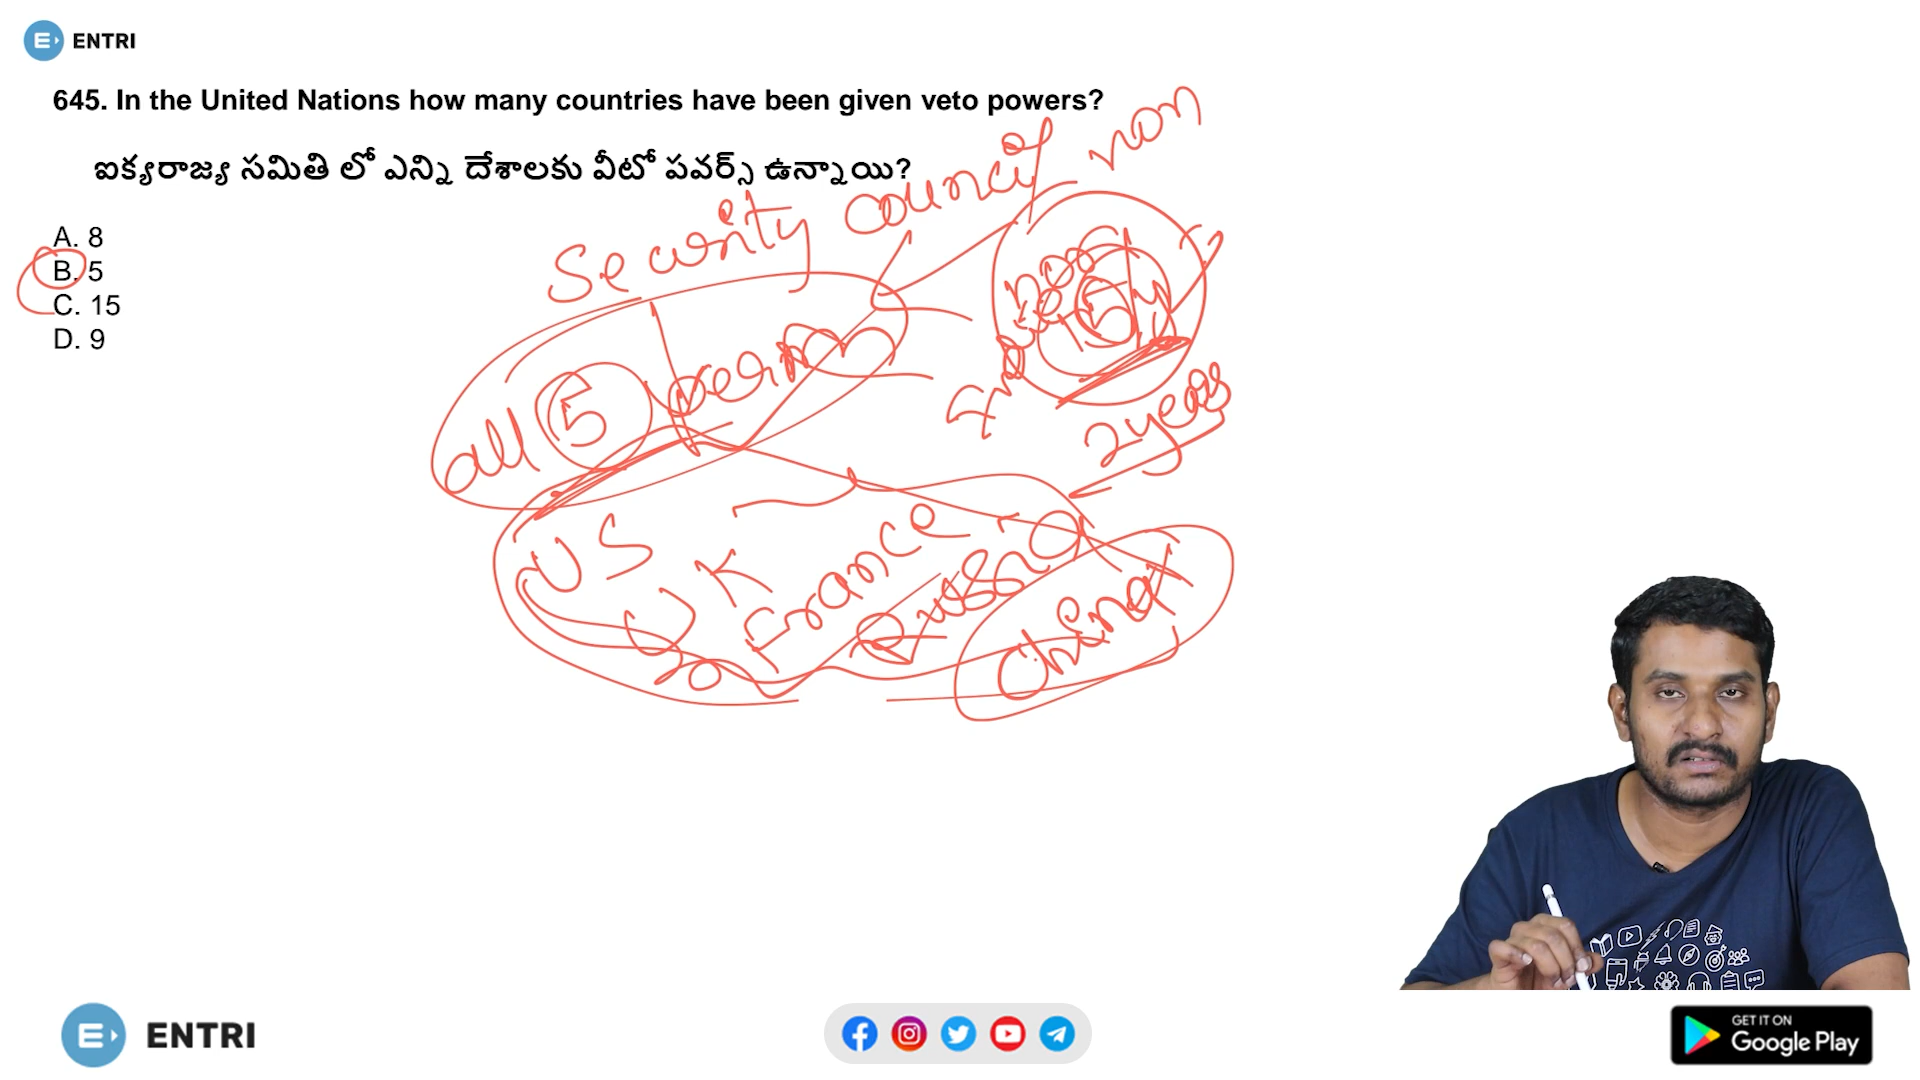 ENTRI
645. In the United Nations how many countries have been given veto powers?
ఐక్యరాజ్య సమితి లో ఎన్ని దేశాలకు వీటో పవర్స్ ఉన్నాయి?
A. 8
B. 5
C. 15
D. 9
Security council
non
all 5 perm
15
2 years
US
UK
France
Russia
China
ENTRI
GET IT ON
Google Play